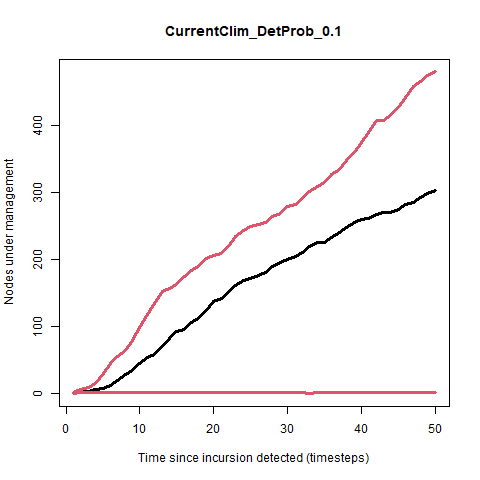 CurrentClim_DetProb_0.1
Nodes under management
400
300
200
100
0
0 10 20 30 40 50
Time since incursion detected (timesteps)